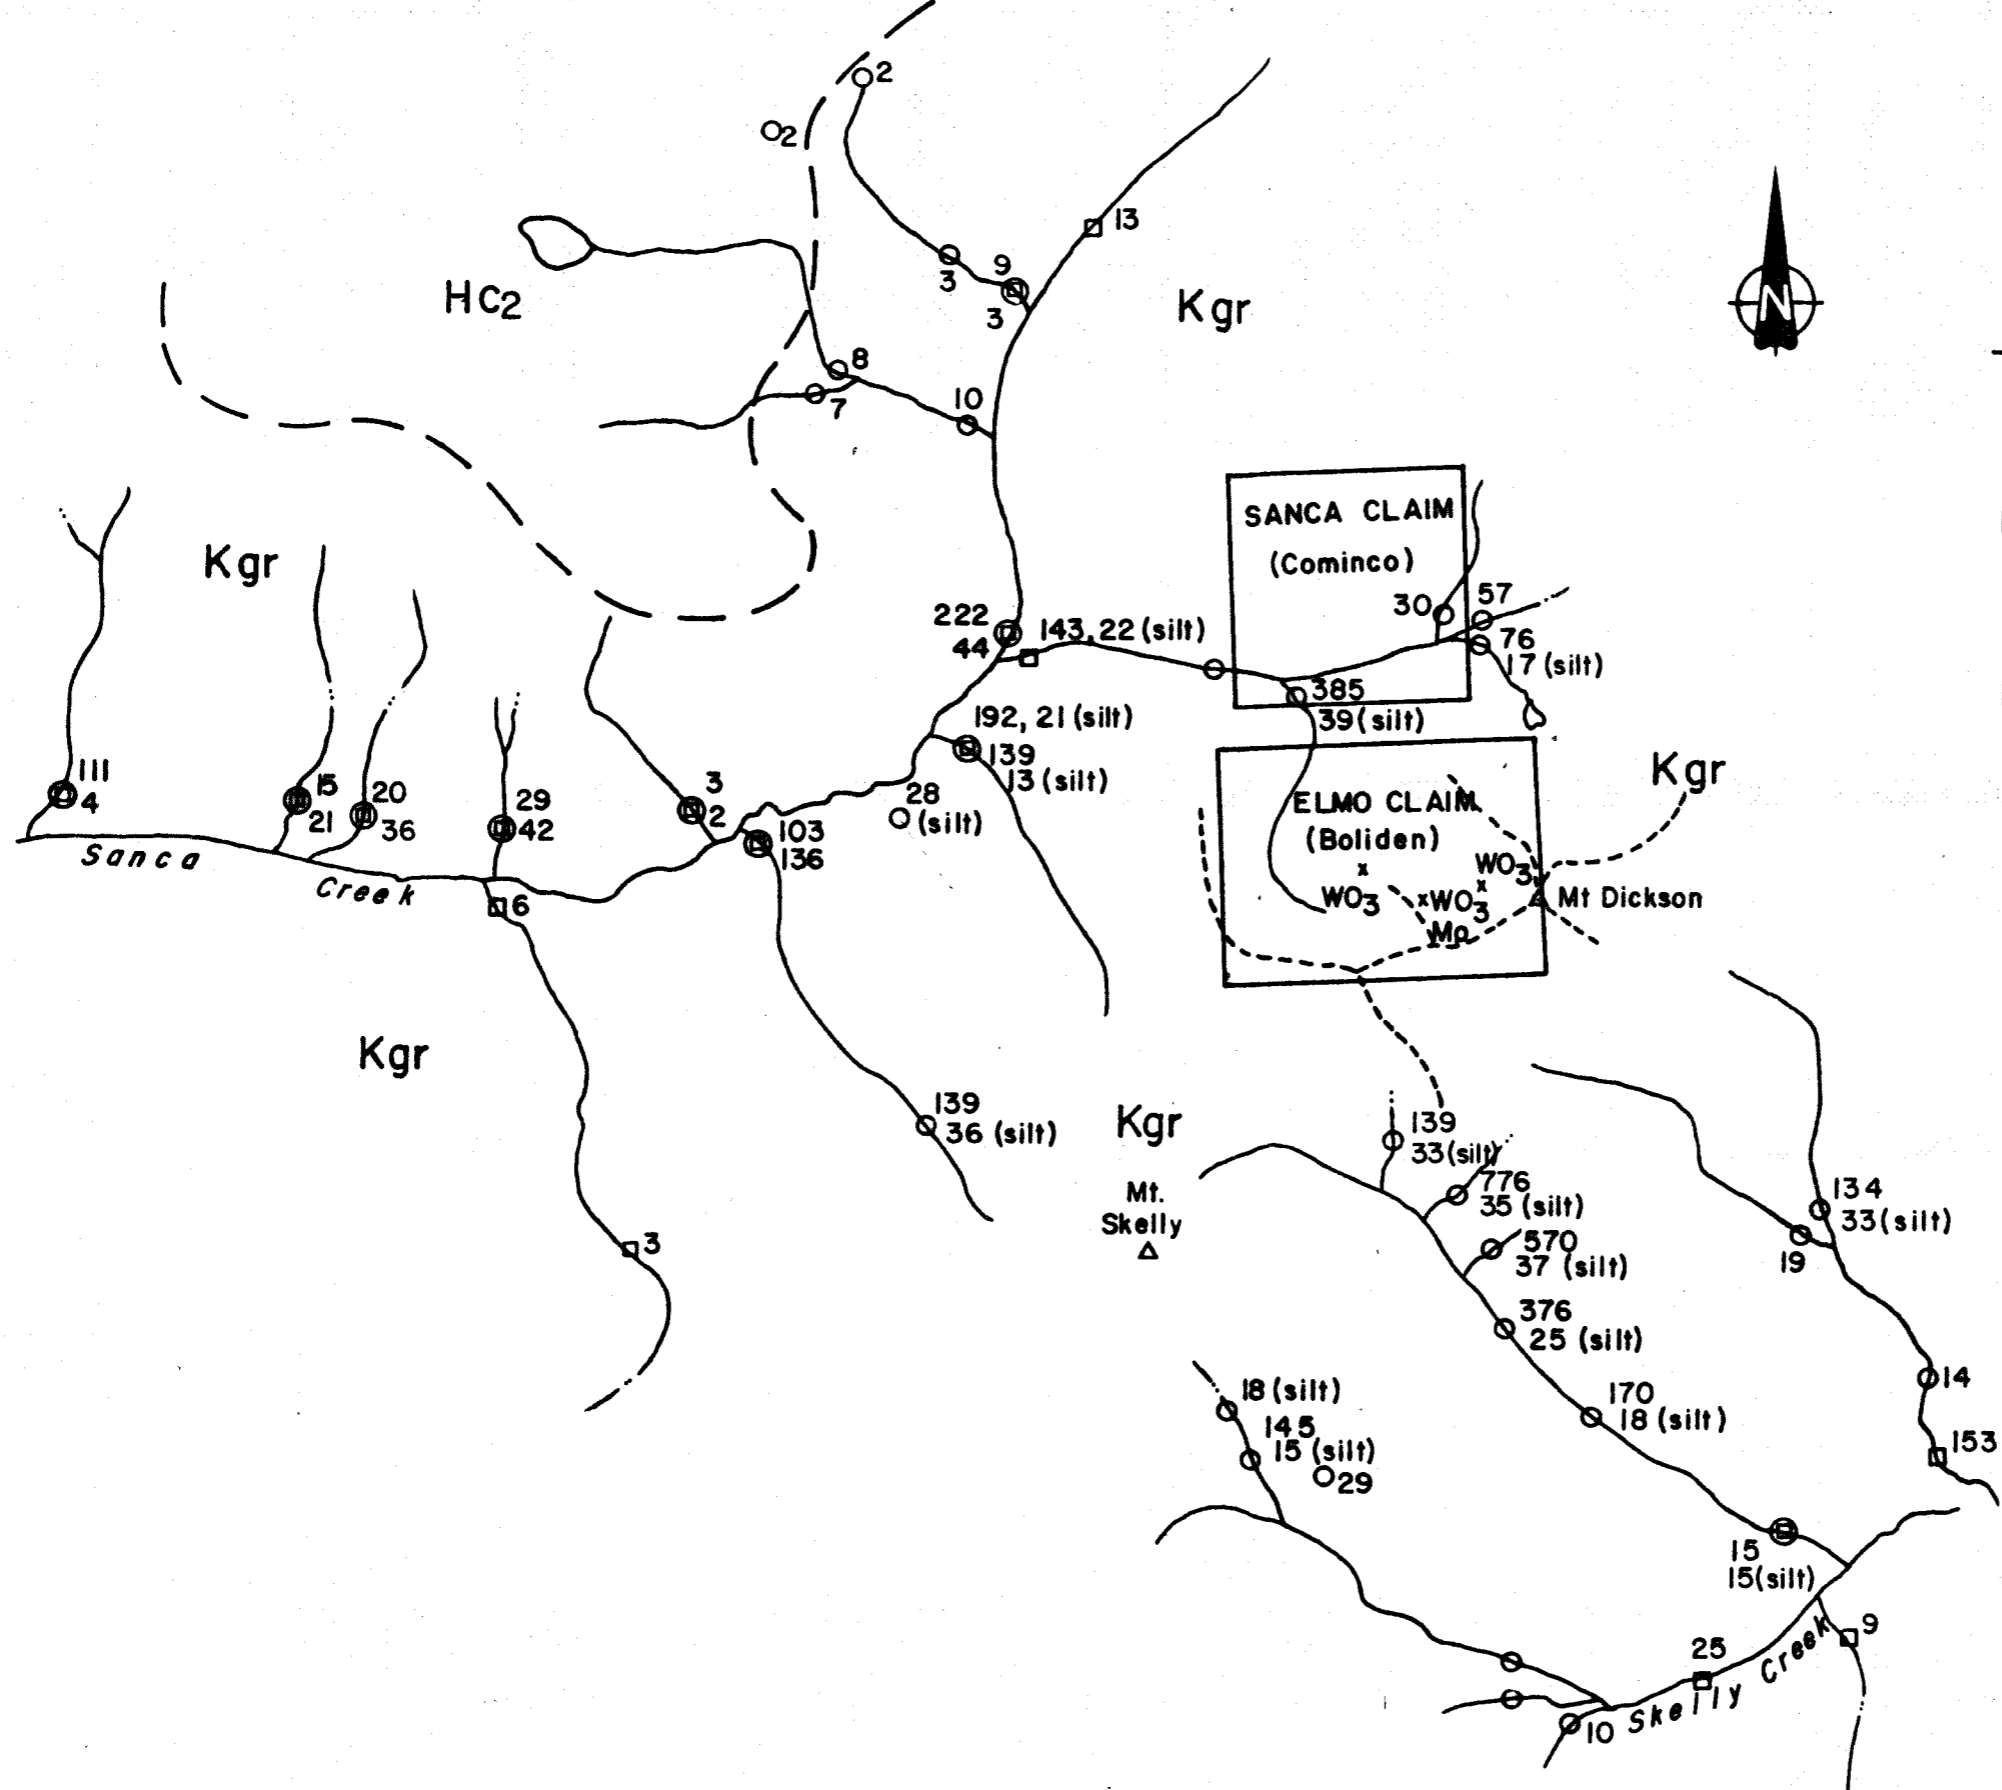 2
2
13
Hc2
3
9
3
Kgr
N
8
7
10
SANCA CLAIM
(Cominco)
Kgr
30
57
222
44
143,22 (silt)
76
17 (silt)
385
39 (silt)
192, 21 (silt)
139
13 (silt)
Kgr
111
4
15
21
20
36
29
42
3
2
28
(silt)
103
136
ELMO CLAIM
(Boliden)
WO3
WO3
WO3
Mo
Mt Dickson
Sanca
Creek
6
Kgr
139
36 (silt)
Kgr
139
33 (silt)
Mt.
Skelly
776
35 (silt)
134
33 (silt)
19
570
37 (silt)
3
376
25 (silt)
18 (silt)
145
15 (silt)
29
170
18 (silt)
14
153
15
15 (silt)
9
25
Skelly Creek
10